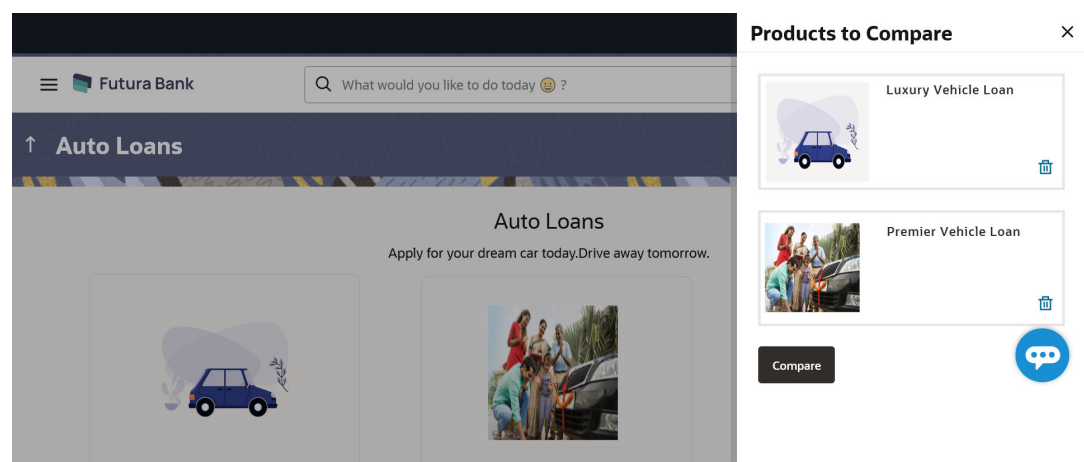 Futura Bank
What would you like to do today 😀 ?
↑ Auto Loans
Auto Loans
Apply for your dream car today.Drive away tomorrow.
Products to Compare
Luxury Vehicle Loan
Premier Vehicle Loan
Compare